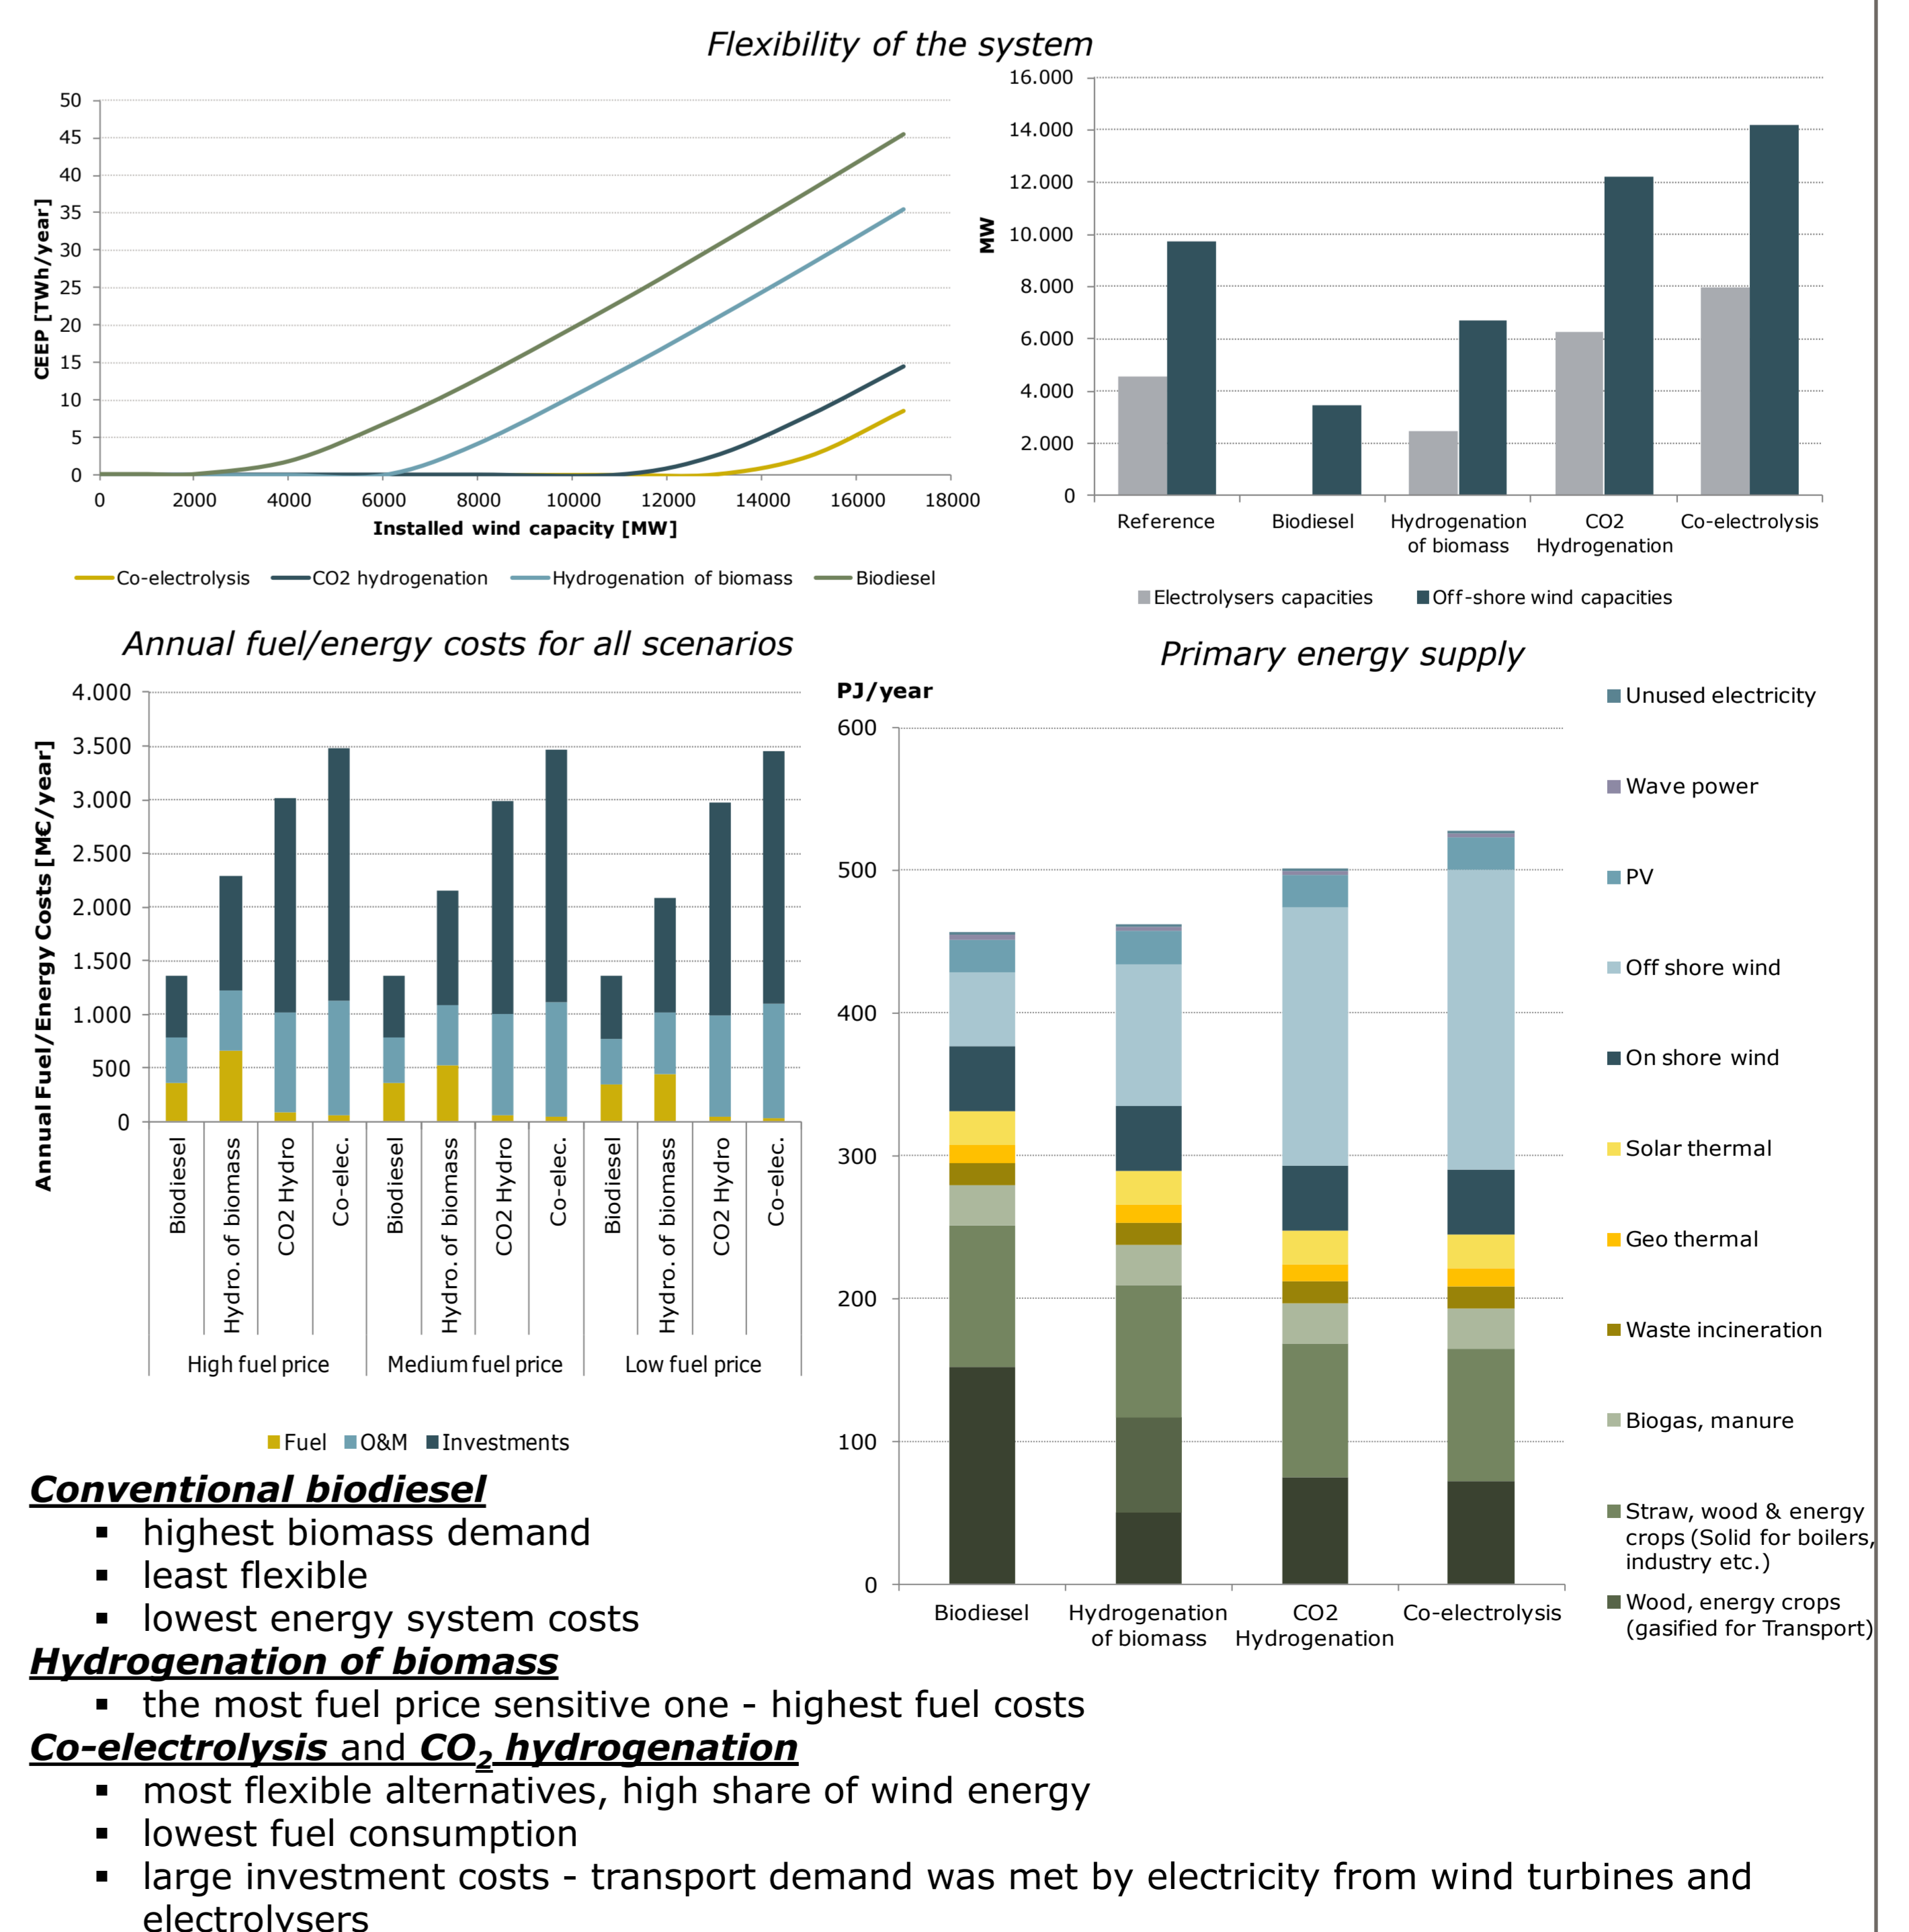 Flexibility of the system
50
45
40
35
30
25
20
15
10
5
0
CEEP [TWh/year]
0 2000 4000 6000 8000 10000 12000 14000 16000 18000
Installed wind capacity [MW]
Co-electrolysis CO2 hydrogenation Hydrogenation of biomass Biodiesel
16.000
14.000
12.000
10.000
8.000
6.000
4.000
2.000
0
MW
Reference Biodiesel Hydrogenation CO2 Co-electrolysis
of biomass Hydrogenation
Electrolysers capacities Off-shore wind capacities
Annual fuel/energy costs for all scenarios
4.000
3.500
3.000
2.500
2.000
1.500
1.000
500
0
Annual Fuel/Energy Costs [M€/year]
Biodiesel
Hydro. of biomass
CO2 Hydro
Co-elec.
Biodiesel
Hydro. of biomass
CO2 Hydro
Co-elec.
Biodiesel
Hydro. of biomass
CO2 Hydro
Co-elec.
High fuel price Medium fuel price Low fuel price
Fuel O&M Investments
Primary energy supply
PJ/year
600
500
400
300
200
100
0
Biodiesel Hydrogenation CO2 Co-electrolysis
of biomass Hydrogenation
Unused electricity
Wave power
PV
Off shore wind
On shore wind
Solar thermal
Geo thermal
Waste incineration
Biogas, manure
Straw, wood & energy
crops (Solid for boilers,
industry etc.)
Wood, energy crops
(gasified for Transport)
Conventional biodiesel
▪ highest biomass demand
▪ least flexible
▪ lowest energy system costs
Hydrogenation of biomass
▪ the most fuel price sensitive one - highest fuel costs
Co-electrolysis and CO2 hydrogenation
▪ most flexible alternatives, high share of wind energy
▪ lowest fuel consumption
▪ large investment costs - transport demand was met by electricity from wind turbines and
electrolysers